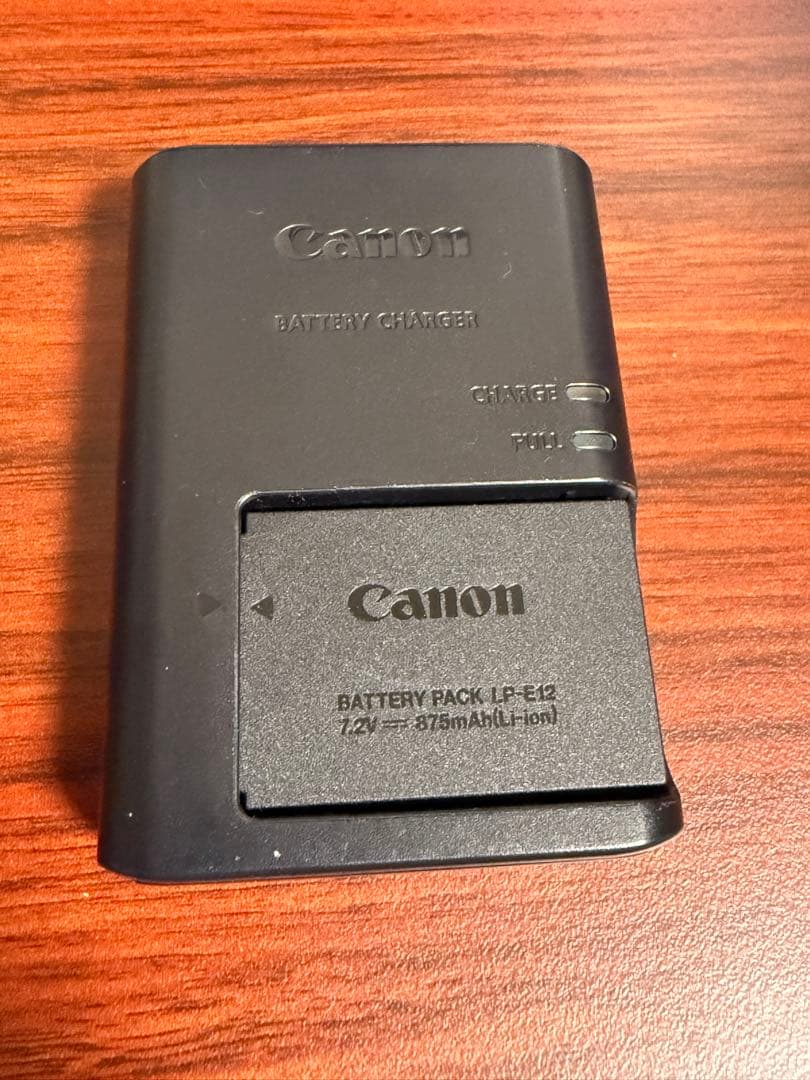 Canon
BATTERY CHARGER
CHARGE
FULL
Canon
BATTERY PACK LP-E12
7.2V⎓875mAh(Li-ion)